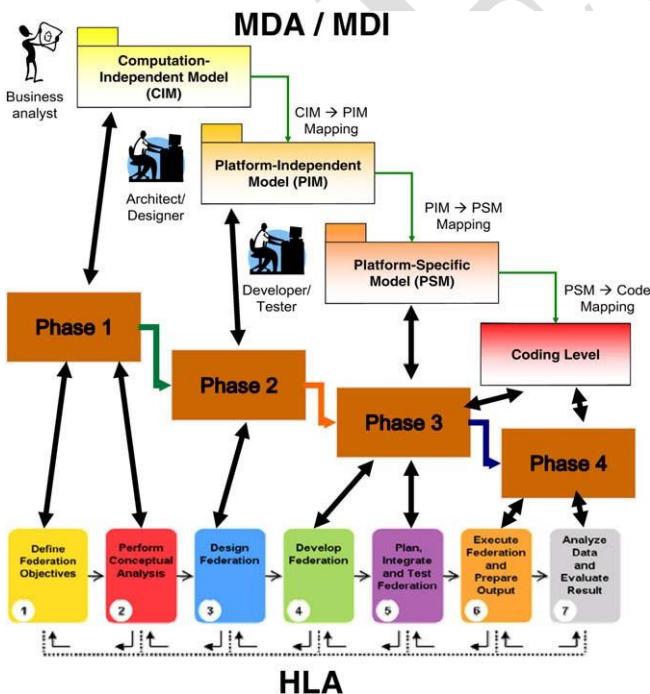 MDA / MDI
Computation-
Independent Model
(CIM)
Business
analyst
CIM → PIM
Mapping
Platform-Independent
Model (PIM)
Architect/
Designer
PIM → PSM
Mapping
Platform-Specific
Model (PSM)
Developer/
Tester
PSM → Code
Mapping
Coding Level
Phase 1
Phase 2
Phase 3
Phase 4
Define
Federation
Objectives
1
Perform
Conceptual
Analysis
2
Design
Federation
3
Develop
Federation
4
Plan,
Integrate
and Test
Federation
5
Execute
Federation
and
Prepare
Output
6
Analyze
Data
and
Evaluate
Result
7
HLA